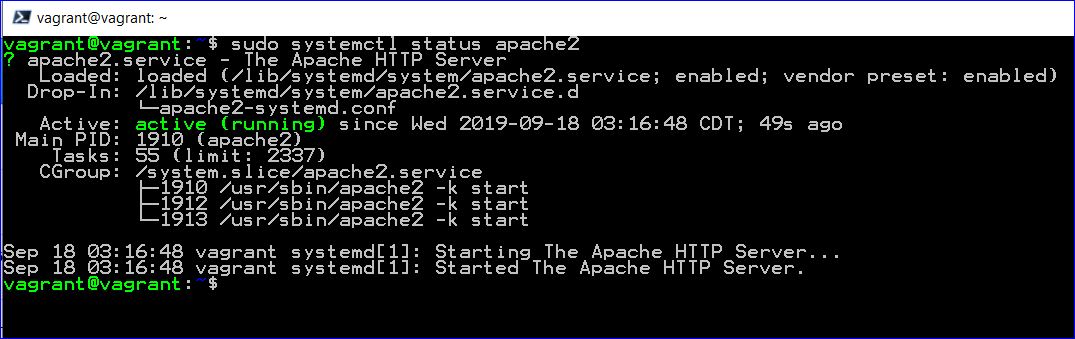 vagrant@vagrant: ~
vagrant@vagrant:~$ sudo systemctl status apache2
? apache2.service - The Apache HTTP Server
   Loaded: loaded (/lib/systemd/system/apache2.service; enabled; vendor preset: enabled)
  Drop-In: /lib/systemd/system/apache2.service.d
           └─apache2-systemd.conf
   Active: active (running) since Wed 2019-09-18 03:16:48 CDT; 49s ago
 Main PID: 1910 (apache2)
    Tasks: 55 (limit: 2337)
   CGroup: /system.slice/apache2.service
           ├─1910 /usr/sbin/apache2 -k start
           ├─1912 /usr/sbin/apache2 -k start
           └─1913 /usr/sbin/apache2 -k start
Sep 18 03:16:48 vagrant systemd[1]: Starting The Apache HTTP Server...
Sep 18 03:16:48 vagrant systemd[1]: Started The Apache HTTP Server.
vagrant@vagrant:~$